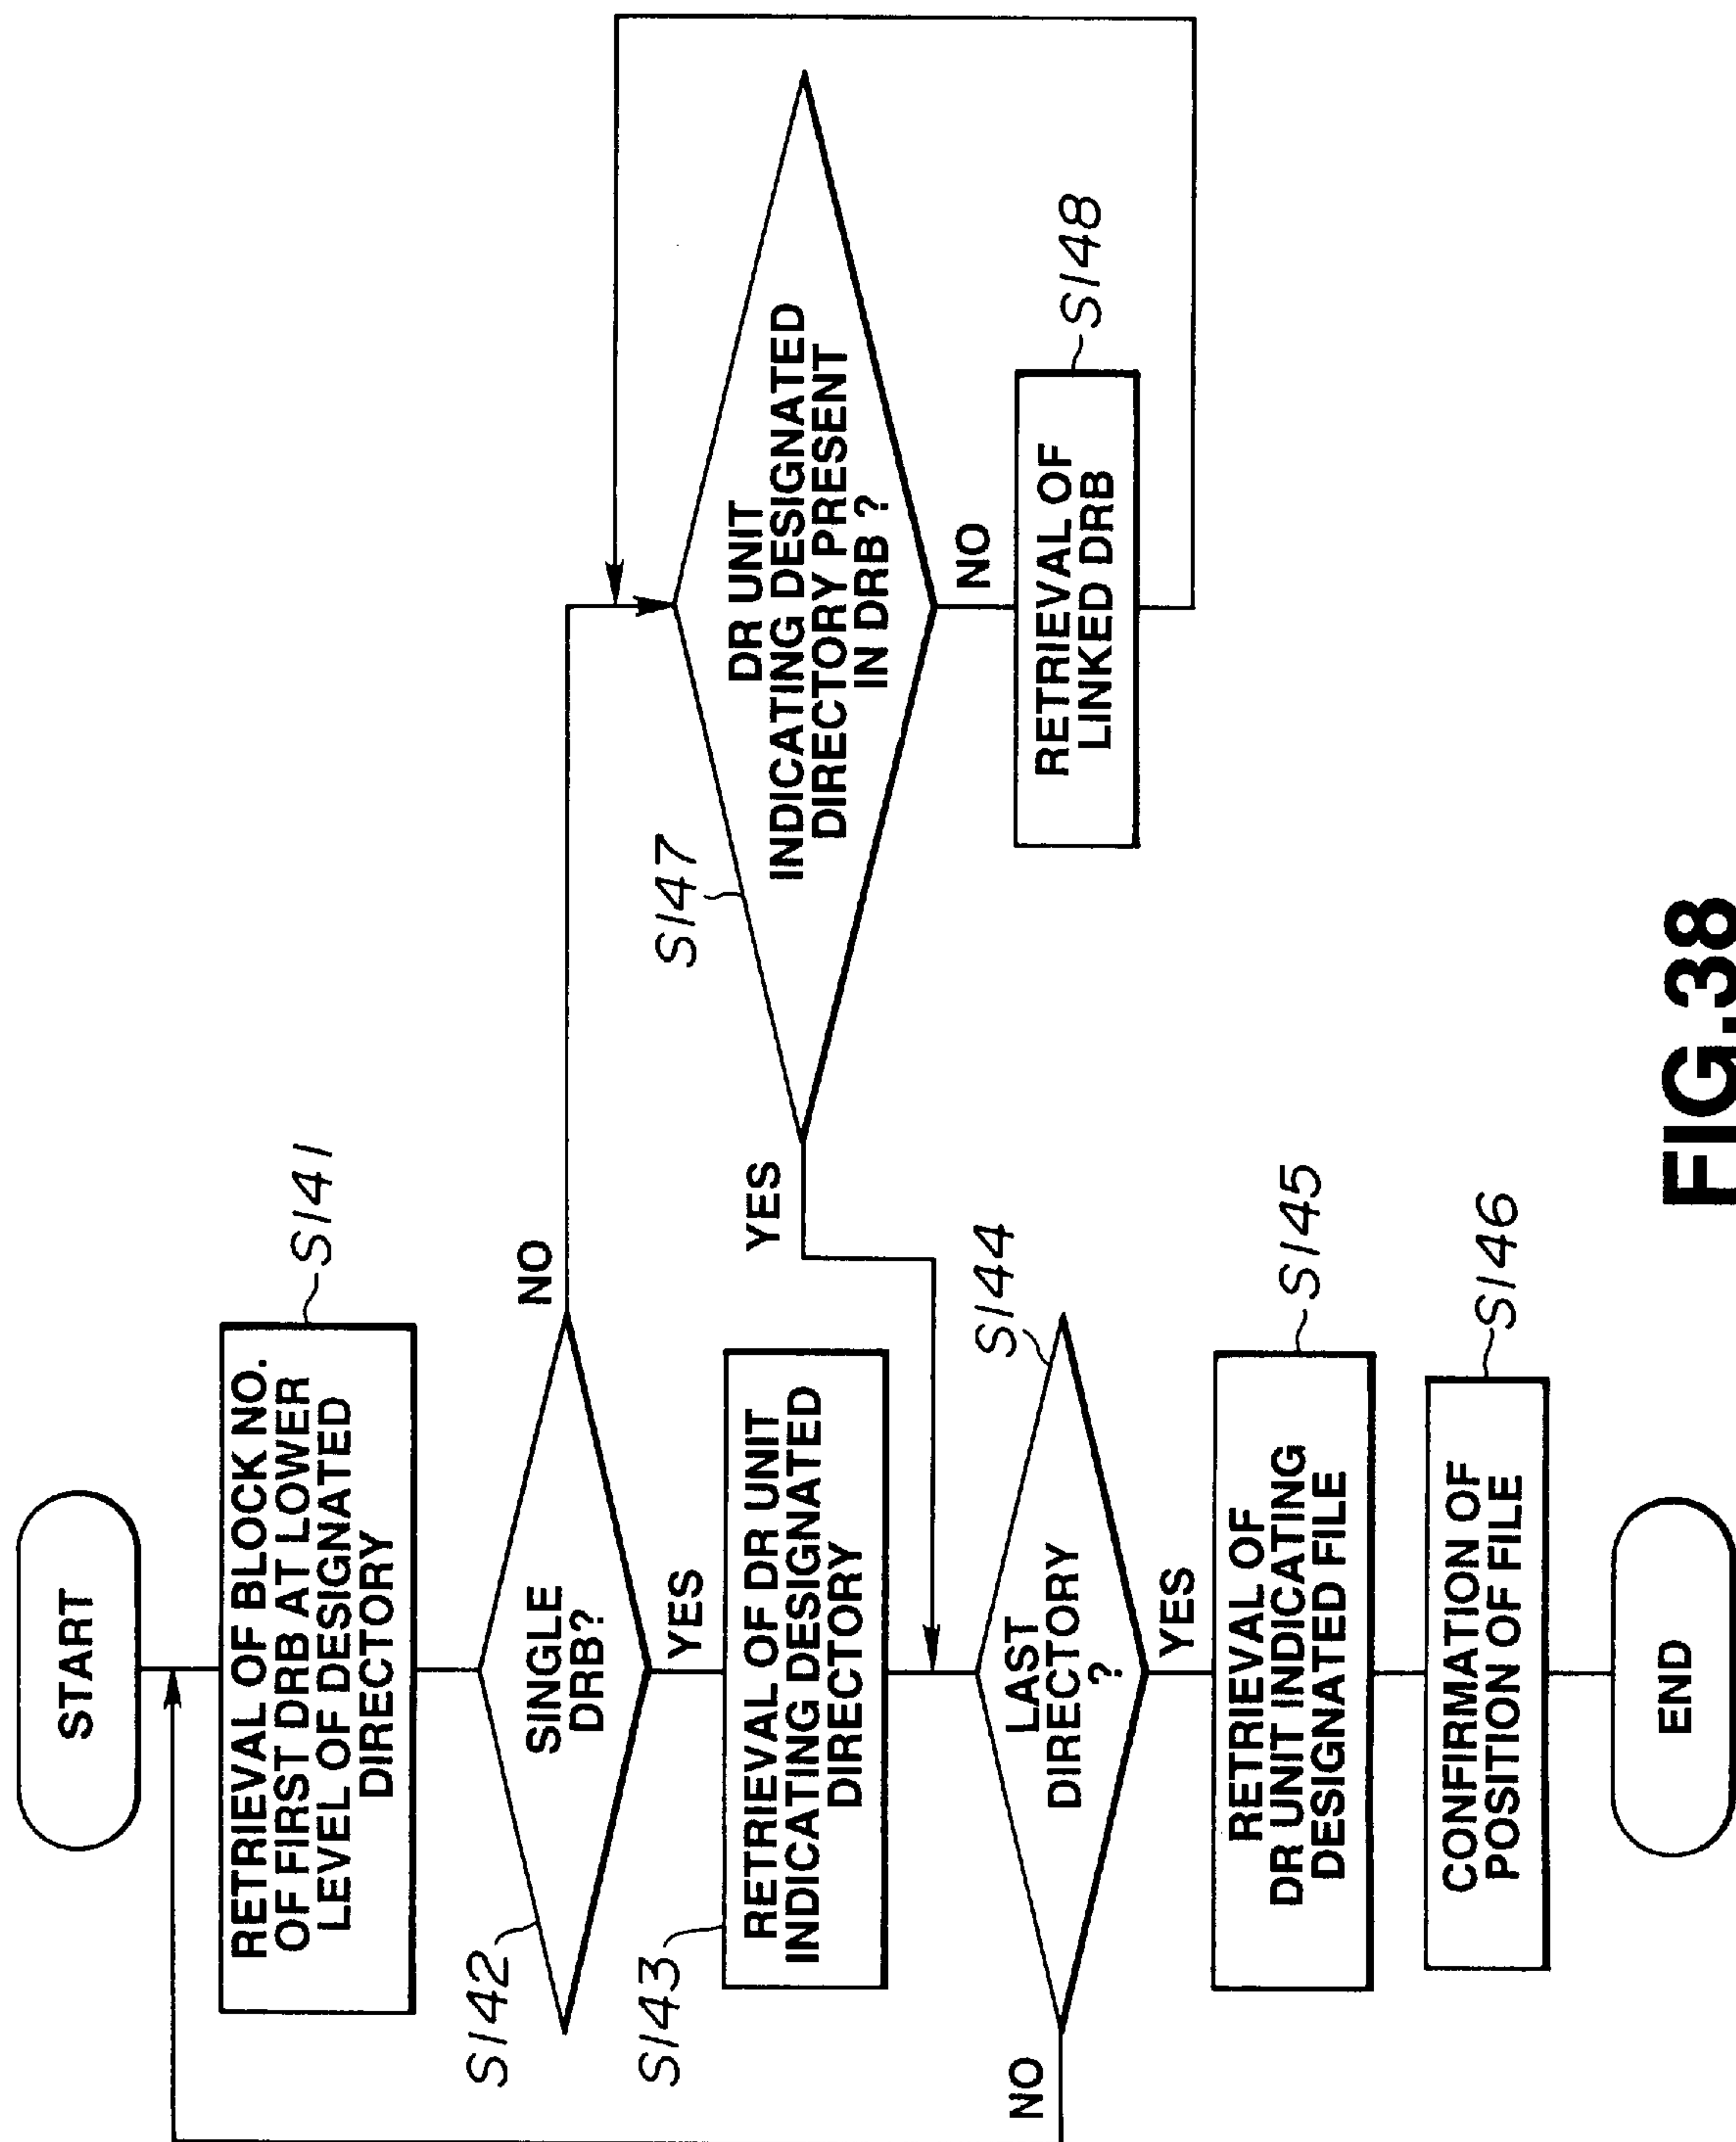 START
RETRIEVAL OF BLOCK NO.
OF FIRST DRB AT LOWER
LEVEL OF DESIGNATED
DIRECTORY
S141
SINGLE
DRB?
S142
NO
YES
RETRIEVAL OF DR UNIT
INDICATING DESIGNATED
DIRECTORY
S143
LAST
DIRECTORY
?
S144
NO
YES
RETRIEVAL OF
DR UNIT INDICATING
DESIGNATED FILE
S145
CONFIRMATION OF
POSITION OF FILE
S146
END
DR UNIT
INDICATING DESIGNATED
DIRECTORY PRESENT
IN DRB ?
S147
YES
NO
RETRIEVAL OF
LINKED DRB
S148
FIG.38